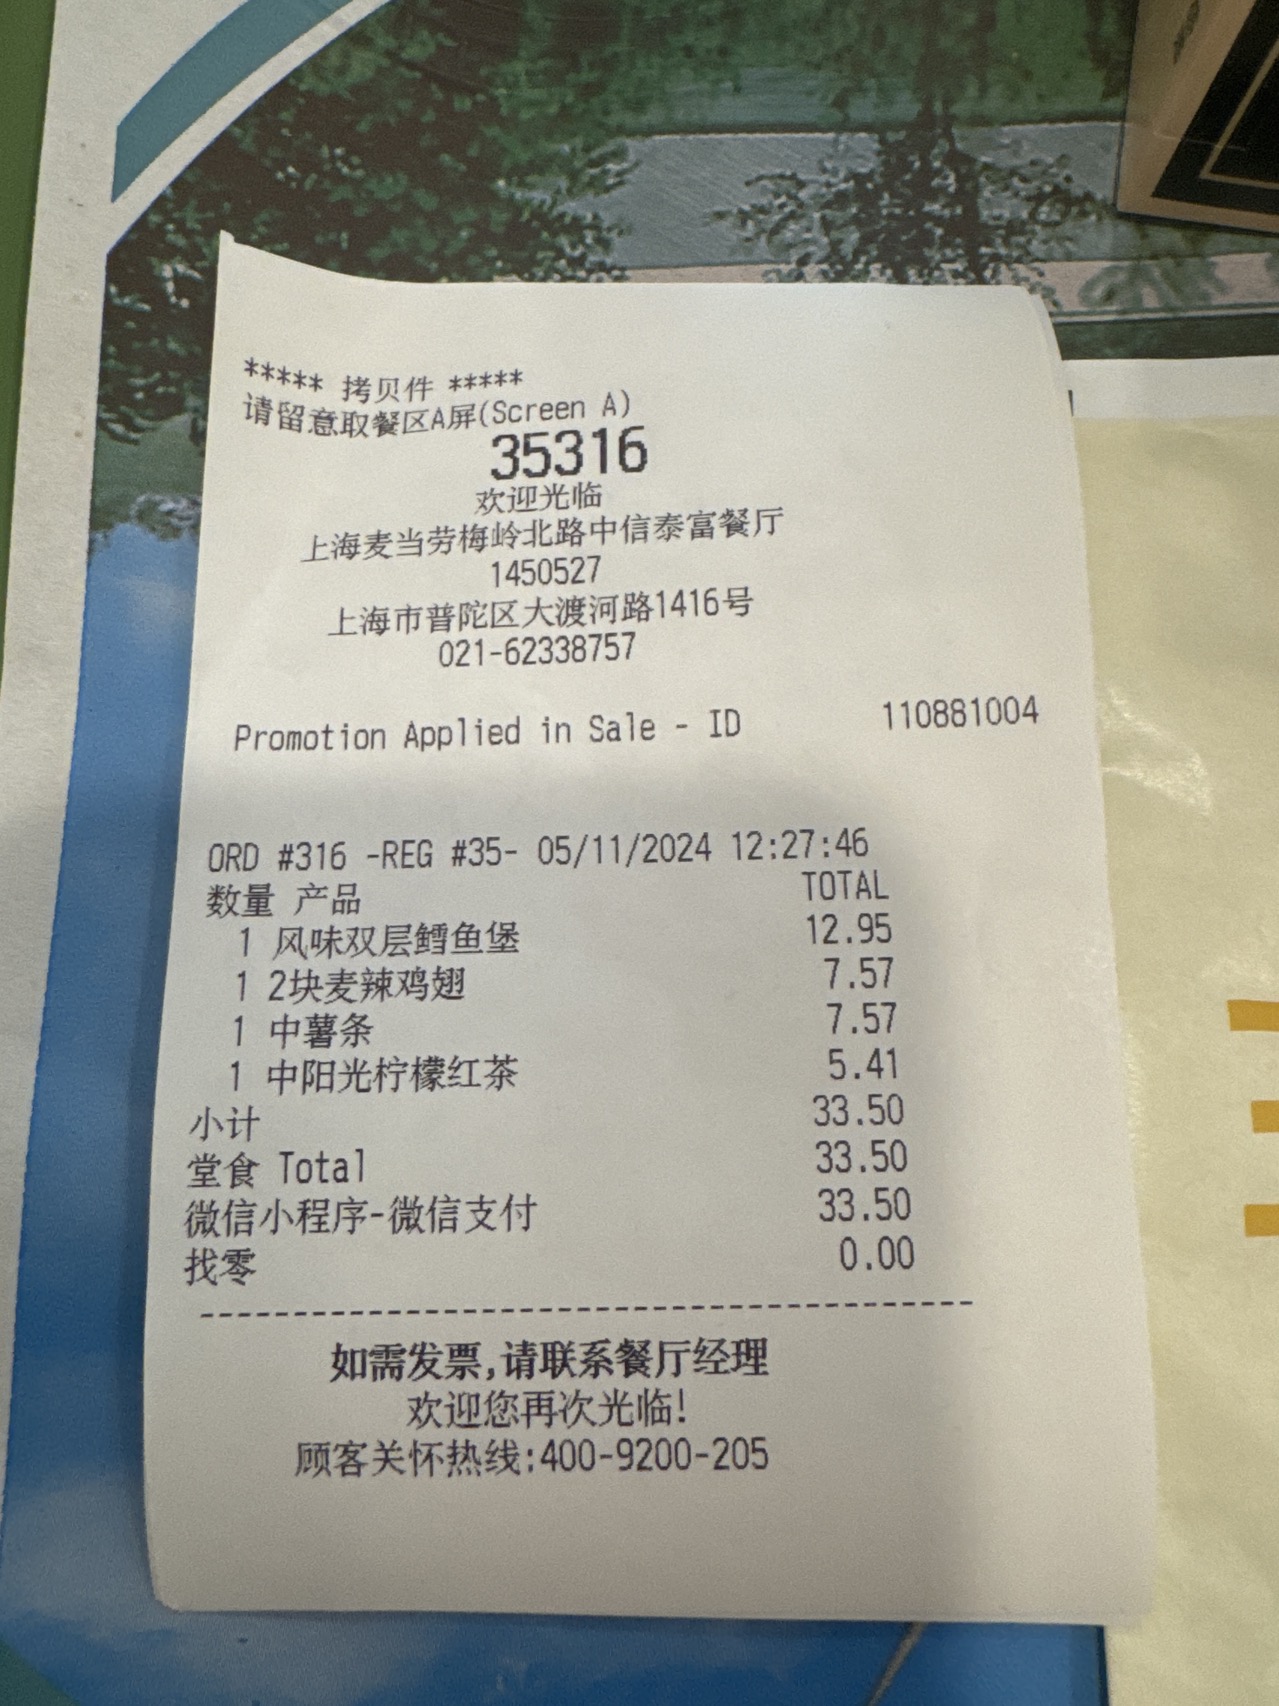 ***** 拷贝件 *****
请留意取餐区A屏(Screen A)
35316
欢迎光临
上海麦当劳梅岭北路中信泰富餐厅
1450527
上海市普陀区大渡河路1416号
021-62338757
Promotion Applied in Sale - ID 110881004
ORD #316 -REG #35- 05/11/2024 12:27:46
数量 产品 TOTAL
1 风味双层鳕鱼堡 12.95
1 2块麦辣鸡翅 7.57
1 中薯条 7.57
1 中阳光柠檬红茶 5.41
小计 33.50
堂食 Total 33.50
微信小程序-微信支付 33.50
找零 0.00
------------------------------------------
如需发票,请联系餐厅经理
欢迎您再次光临!
顾客关怀热线:400-9200-205